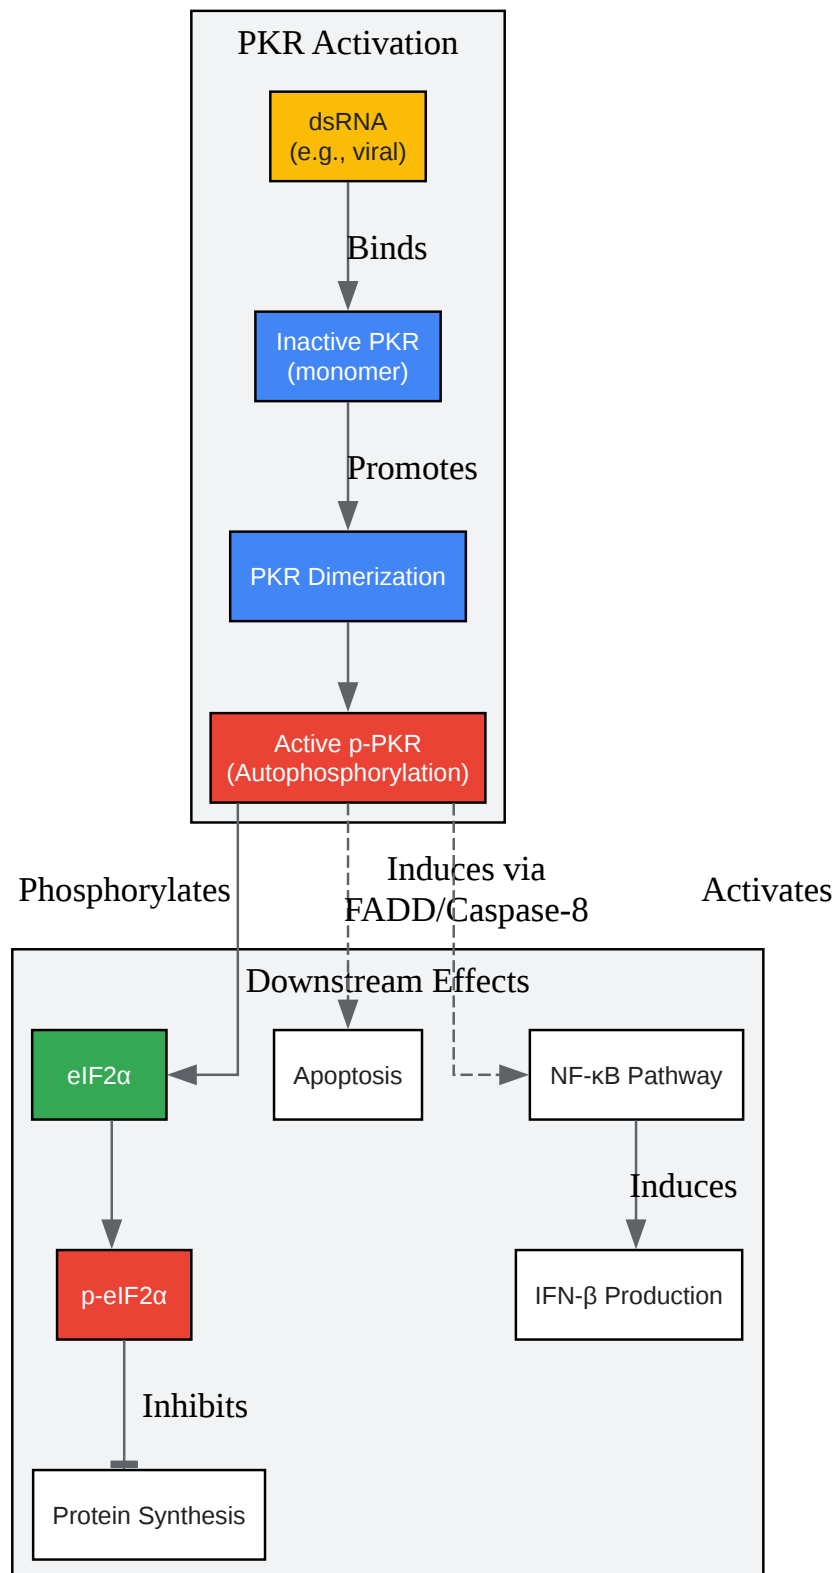 PKR Activation
dsRNA
(e.g., viral)
Binds
Inactive PKR
(monomer)
Promotes
PKR Dimerization
Active p-PKR
(Autophosphorylation)
Phosphorylates
Induces via
FADD/Caspase-8
Activates
Downstream Effects
eIF2α
Apoptosis
NF-κB Pathway
Induces
p-eIF2α
IFN-β Production
Inhibits
Protein Synthesis